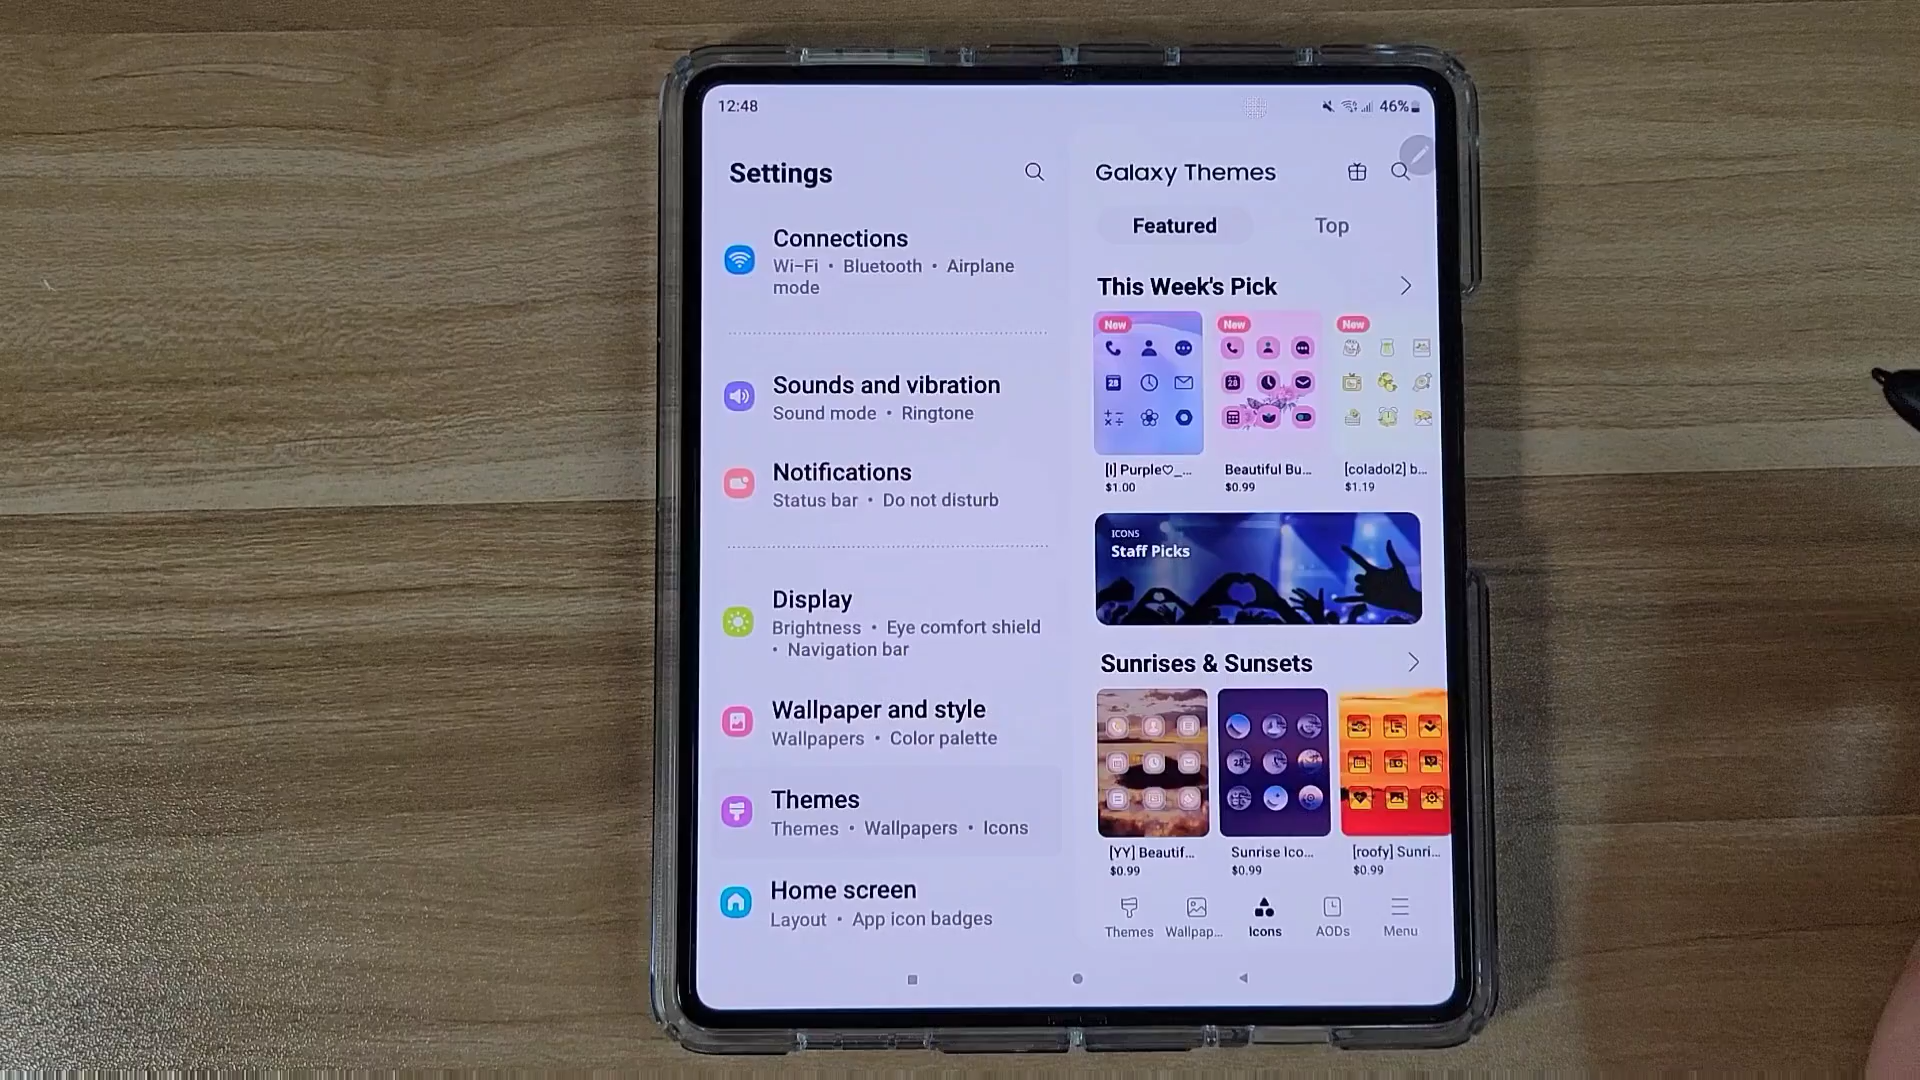 12:48
46%
Settings
Connections
Wi-Fi • Bluetooth • Airplane
mode
Sounds and vibration
Sound mode • Ringtone
Notifications
Status bar • Do not disturb
Display
Brightness • Eye comfort shield
• Navigation bar
Wallpaper and style
Wallpapers • Color palette
Themes
Themes • Wallpapers • Icons
Home screen
Layout • App icon badges
Galaxy Themes
Featured
Top
This Week's Pick
New
New
New
28
28
[I] Purple♡_...
$1.00
Beautiful Bu...
$0.99
[coladol2] b...
$1.19
ICONS
Staff Picks
Sunrises & Sunsets
[YY] Beautif...
$0.99
Sunrise Ico...
$0.99
[roofy] Sunri...
$0.99
Themes
Wallpap...
Icons
AODs
Menu